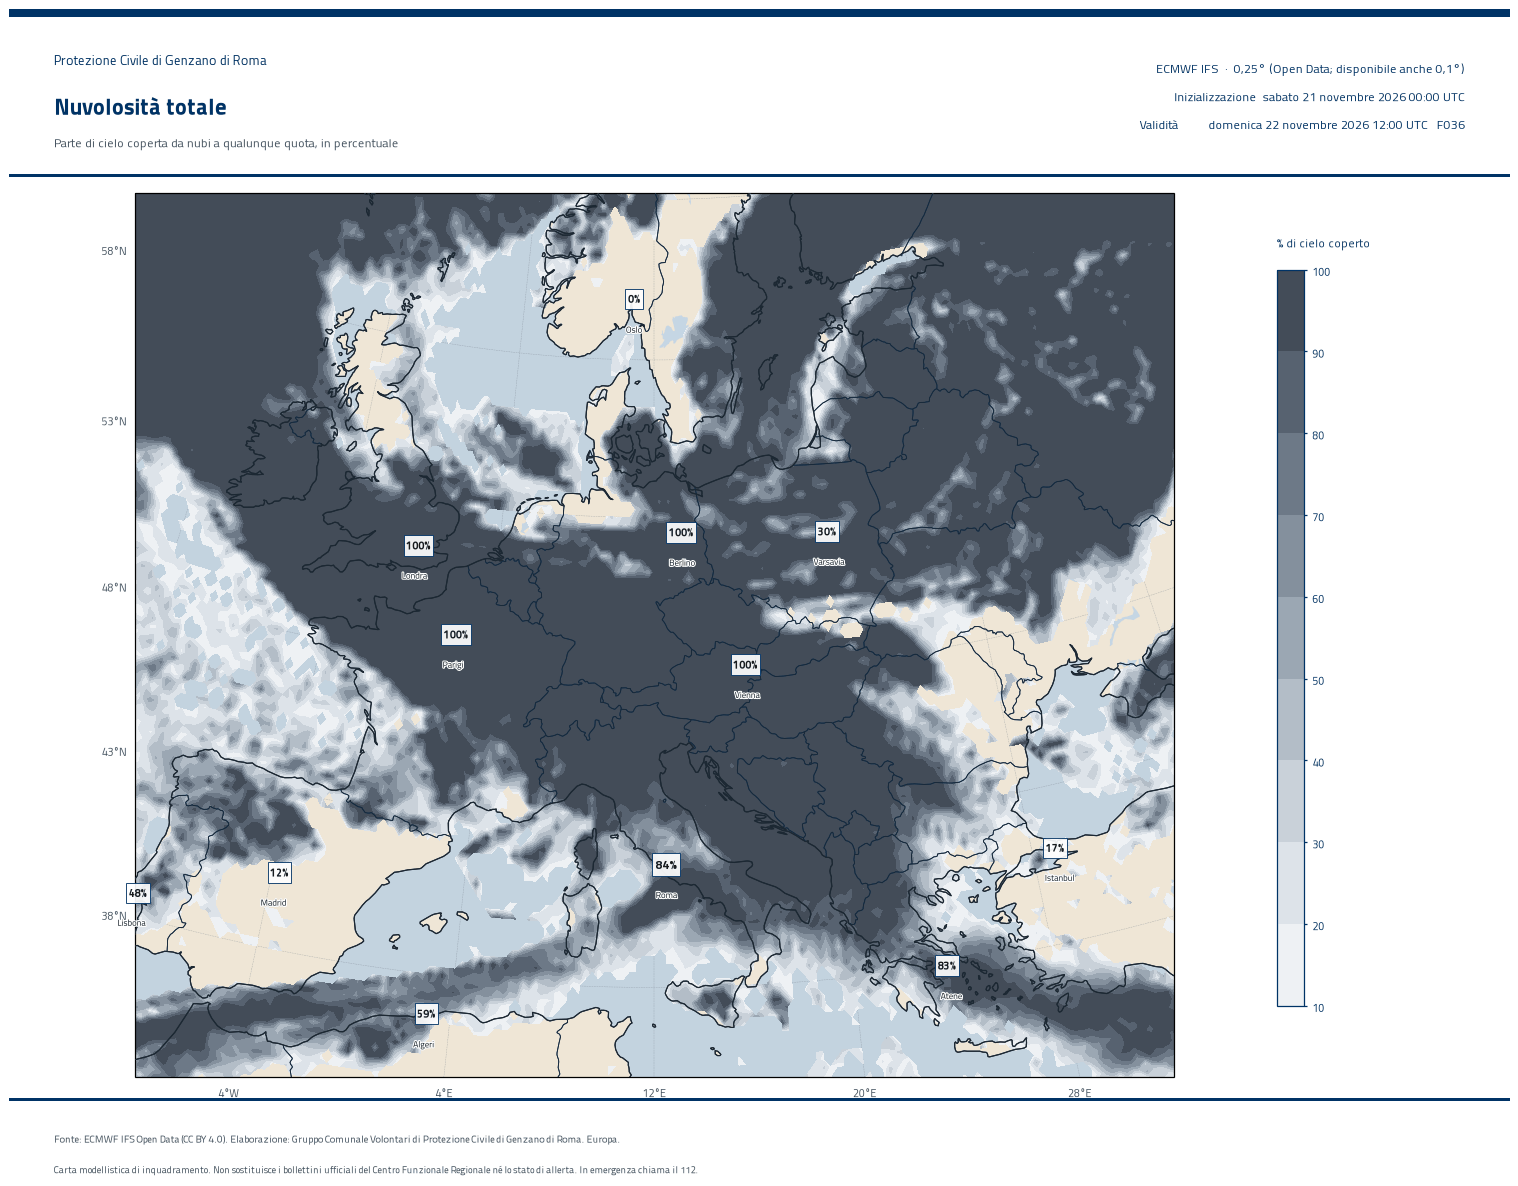 Protezione Civile di Genzano di Roma
Nuvolosità totale
Parte di cielo coperta da nubi a qualunque quota, in percentuale
ECMWF IFS · 0,25° (Open Data; disponibile anche 0,1°)
Inizializzazione sabato 21 novembre 2026 00:00 UTC
Validità domenica 22 novembre 2026 12:00 UTC F036
% di cielo coperto
100
90
80
70
60
50
40
30
20
10
58°N
53°N
48°N
43°N
38°N
4°W
4°E
12°E
20°E
28°E
0%
Oslo
100%
Londra
100%
Berlino
30%
Varsavia
100%
Parigi
100%
Vienna
12%
Madrid
48%
Lisbona
84%
Roma
17%
Istanbul
83%
Atene
59%
Algeri
Fonte: ECMWF IFS Open Data (CC BY 4.0). Elaborazione: Gruppo Comunale Volontari di Protezione Civile di Genzano di Roma. Europa.
Carta modellistica di inquadramento. Non sostituisce i bollettini ufficiali del Centro Funzionale Regionale né lo stato di allerta. In emergenza chiama il 112.